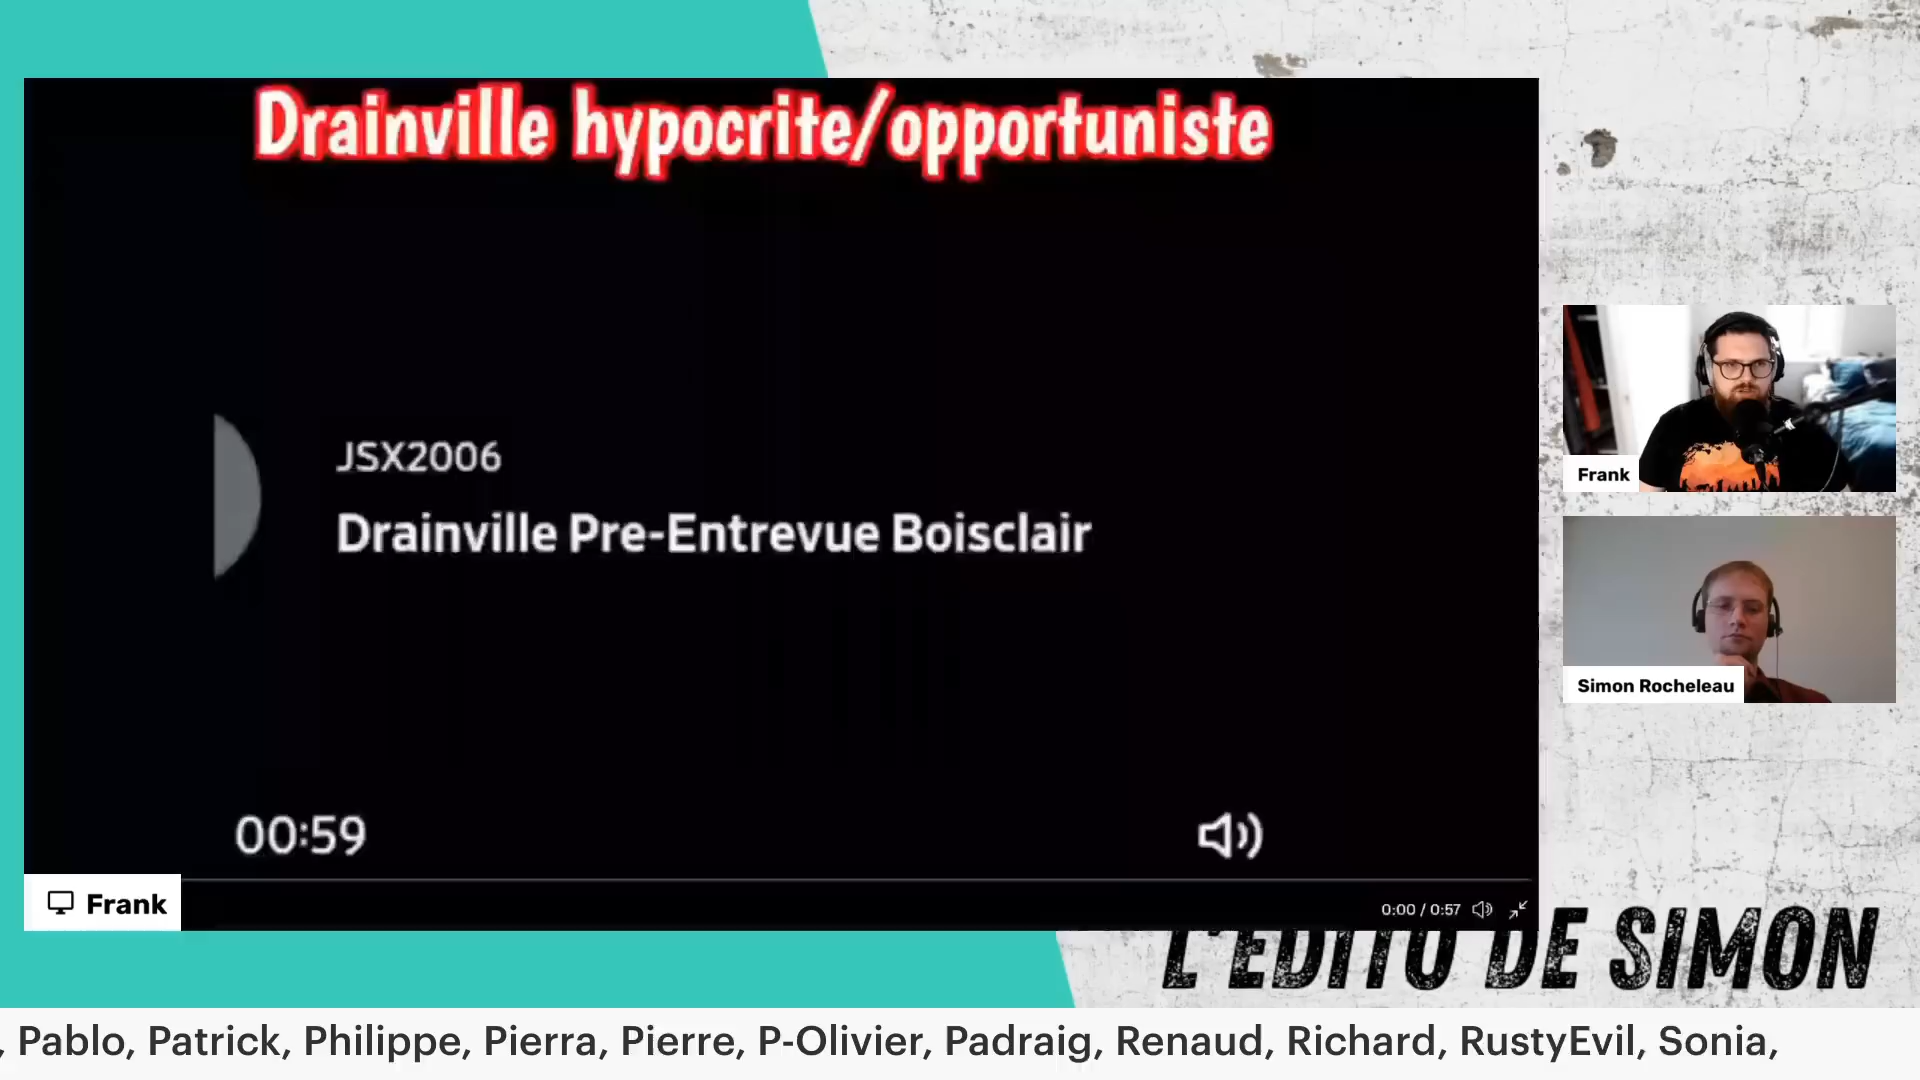 Drainville hypocrite/opportuniste
JSX2006
Drainville Pre-Entrevue Boisclair
00:59
Frank
0:00 / 0:57
Frank
Simon Rocheleau
L'ÉDITO DE SIMON
, Pablo, Patrick, Philippe, Pierra, Pierre, P-Olivier, Padraig, Renaud, Richard, RustyEvil, Sonia,